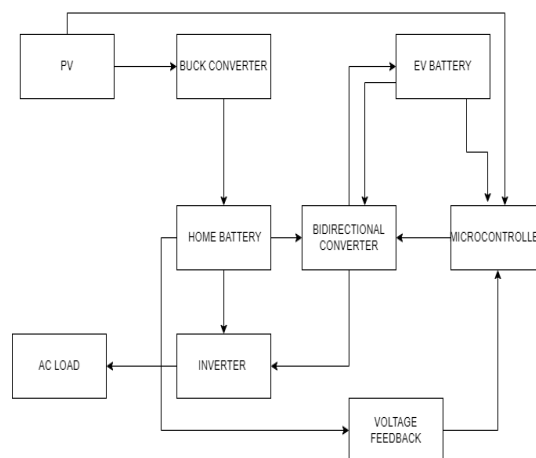 PV
BUCK CONVERTER
EV BATTERY
HOME BATTERY
BIDIRECTIONAL
CONVERTER
MICROCONTROLLE
AC LOAD
INVERTER
VOLTAGE
FEEDBACK